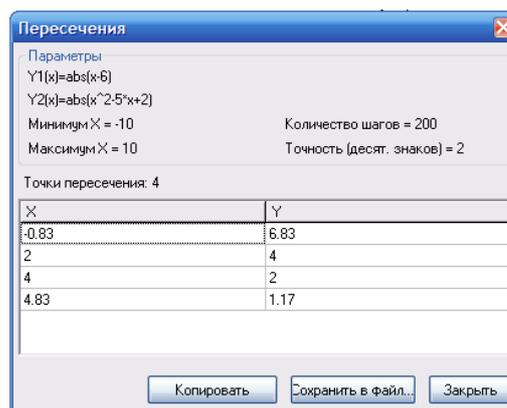 Пересечения
Параметры
Y1(x)=abs(x-6)
Y2(x)=abs(x^2-5*x+2)
Минимум X = -10 Количество шагов = 200
Максимум X = 10 Точность (десят. знаков) = 2
Точки пересечения: 4
X Y
-0.83 6.83
2 4
4 2
4.83 1.17
Копировать Сохранить в файл... Закрыть